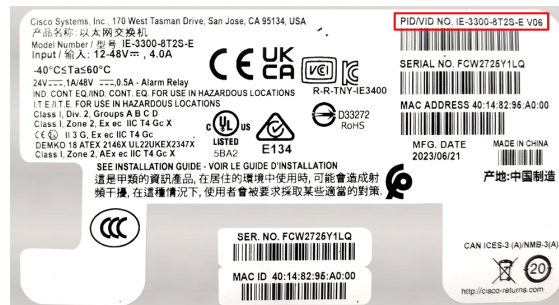 Cisco Systems, Inc., 170 West Tasman Drive, San Jose, CA 95134, USA
产品名称: 以太网交换机
Model Number / 型号 IE-3300-8T2S-E
Input / 输入: 12-48V⎓ , 4.0A
-40°C≤Ta≤60°C
24V⎓,1A/48V ⎓,0.5A - Alarm Relay
IND. CONT EQ/IND. CONT. EQ. FOR USE IN HAZARDOUS LOCATIONS
I.T.E/I.T.E. FOR USE IN HAZARDOUS LOCATIONS
Class I, Div. 2, Groups A B C D
Class I, Zone 2, Ex ec IIC T4 Gc X
CE Ex II 3 G, Ex ec IIC T4 Gc
DEMKO 18 ATEX 2146X UL22UKEX2347X
Class I, Zone 2, AEx ec IIC T4 Gc
CE
UK
CA
VCI
R-R-TNY-IE3400
C UL US
LISTED
5BA2
E134
D33272
RoHS
PID/VID NO. IE-3300-8T2S-E V06
SERIAL NO. FCW2725Y1LQ
MAC ADDRESS 40:14:82:95:A0:00
MFG. DATE
2023/06/21
MADE IN CHINA
产地:中国制造
SEE INSTALLATION GUIDE - VOIR LE GUIDE D'INSTALLATION
這是甲類的資訊產品, 在居住的環境中使用時, 可能會造成射
頻干擾, 在這種情況下, 使用者會被要求採取某些適當的對策.
CCC
SER. NO. FCW2725Y1LQ
MAC ID 40:14:82:95:A0:00
CAN ICES-3 (A)/NMB-3(A)
20
http://cisco-returns.com